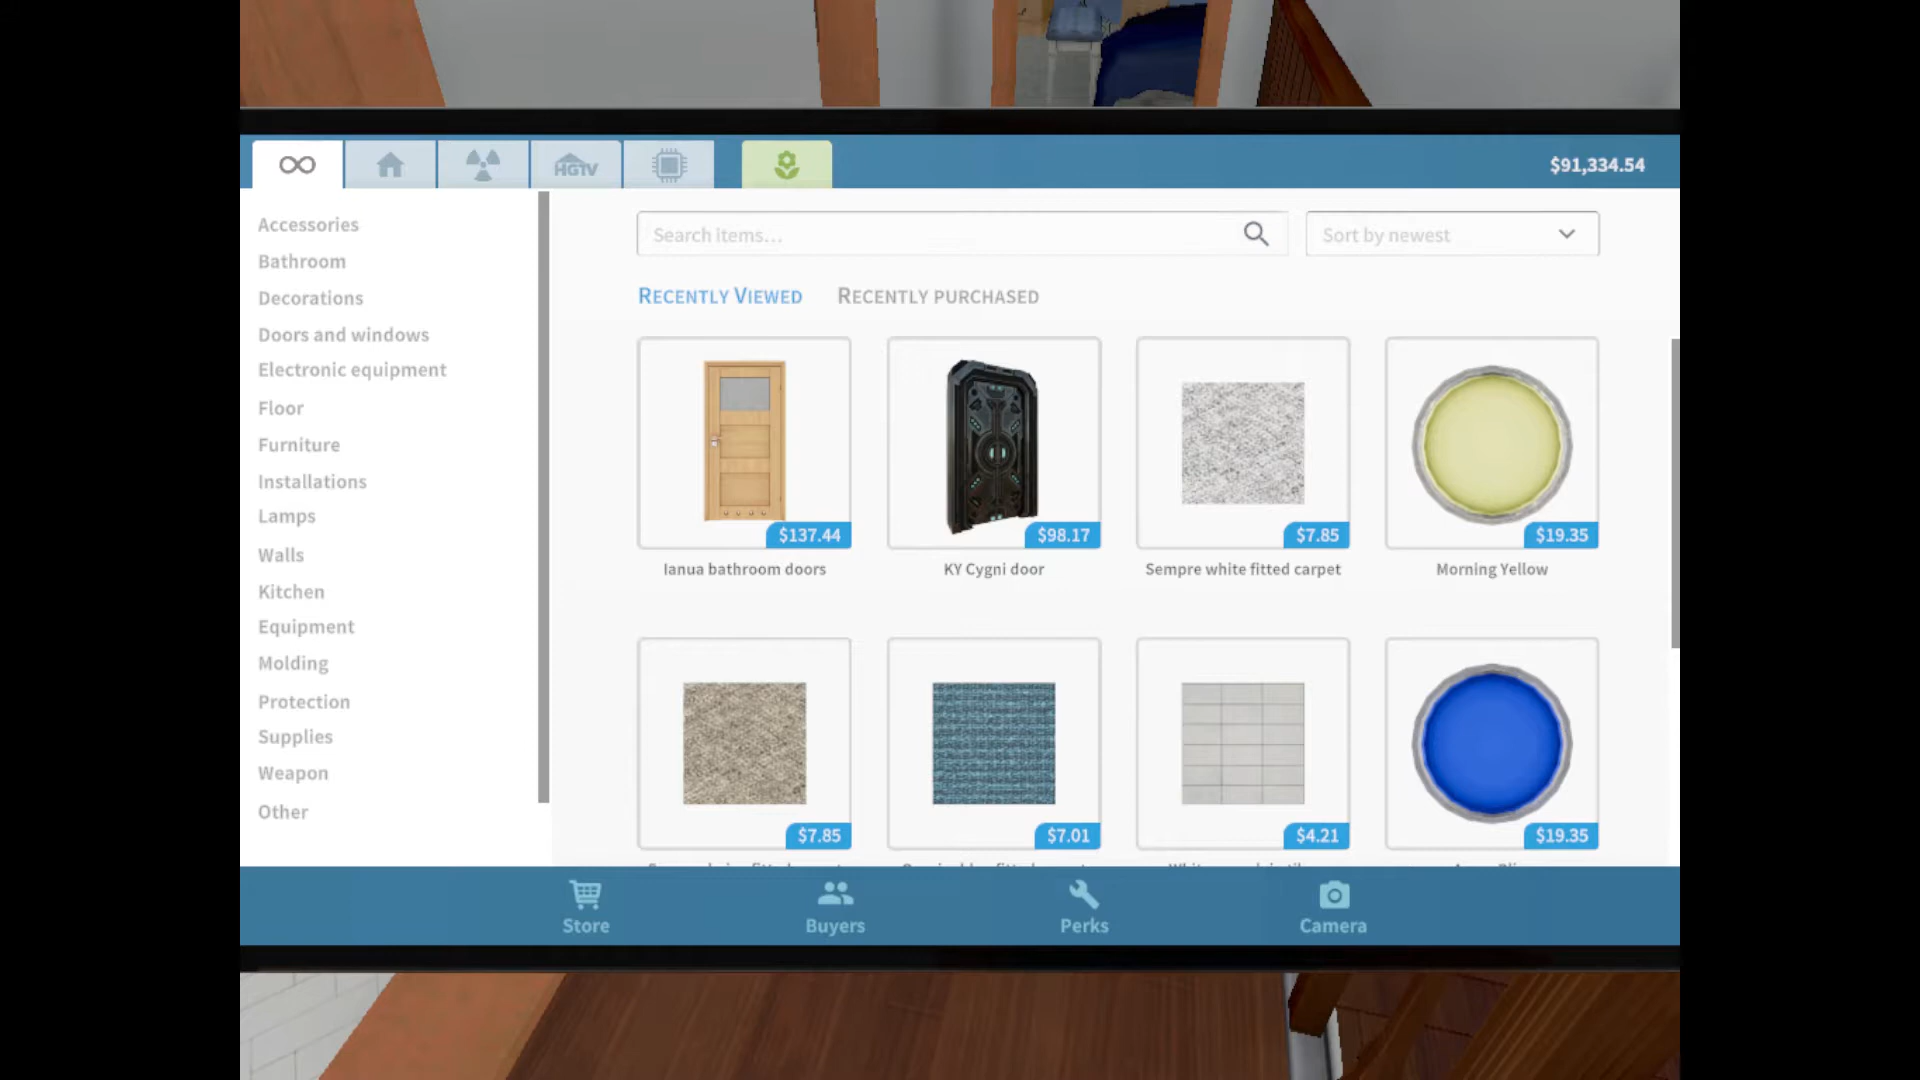 HGTV
$91,334.54
Accessories
Bathroom
Decorations
Doors and windows
Electronic equipment
Floor
Furniture
Installations
Lamps
Walls
Kitchen
Equipment
Molding
Protection
Supplies
Weapon
Other
Search items...
Sort by newest
RECENTLY VIEWED
RECENTLY PURCHASED
$137.44
$98.17
$7.85
$19.35
Ianua bathroom doors
KY Cygni door
Sempre white fitted carpet
Morning Yellow
$7.85
$7.01
$4.21
$19.35
Store
Buyers
Perks
Camera